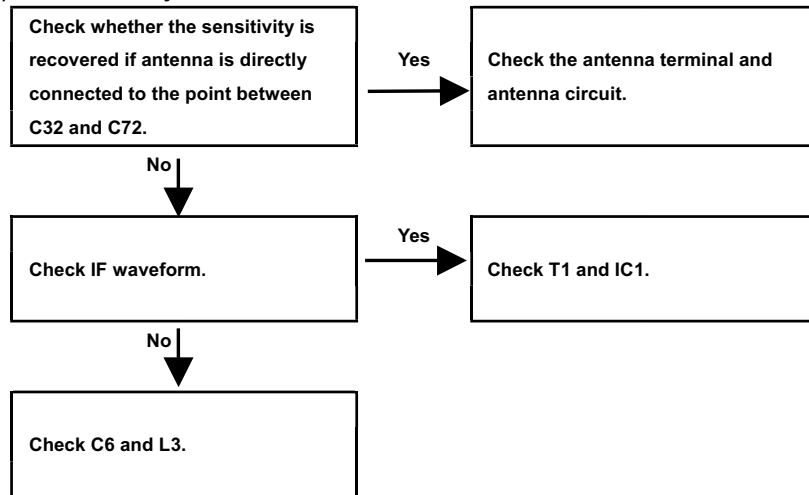 Check whether the sensitivity is
recovered if antenna is directly
connected to the point between
C32 and C72.
Yes
Check the antenna terminal and
antenna circuit.
No
Check IF waveform.
Yes
Check T1 and IC1.
No
Check C6 and L3.